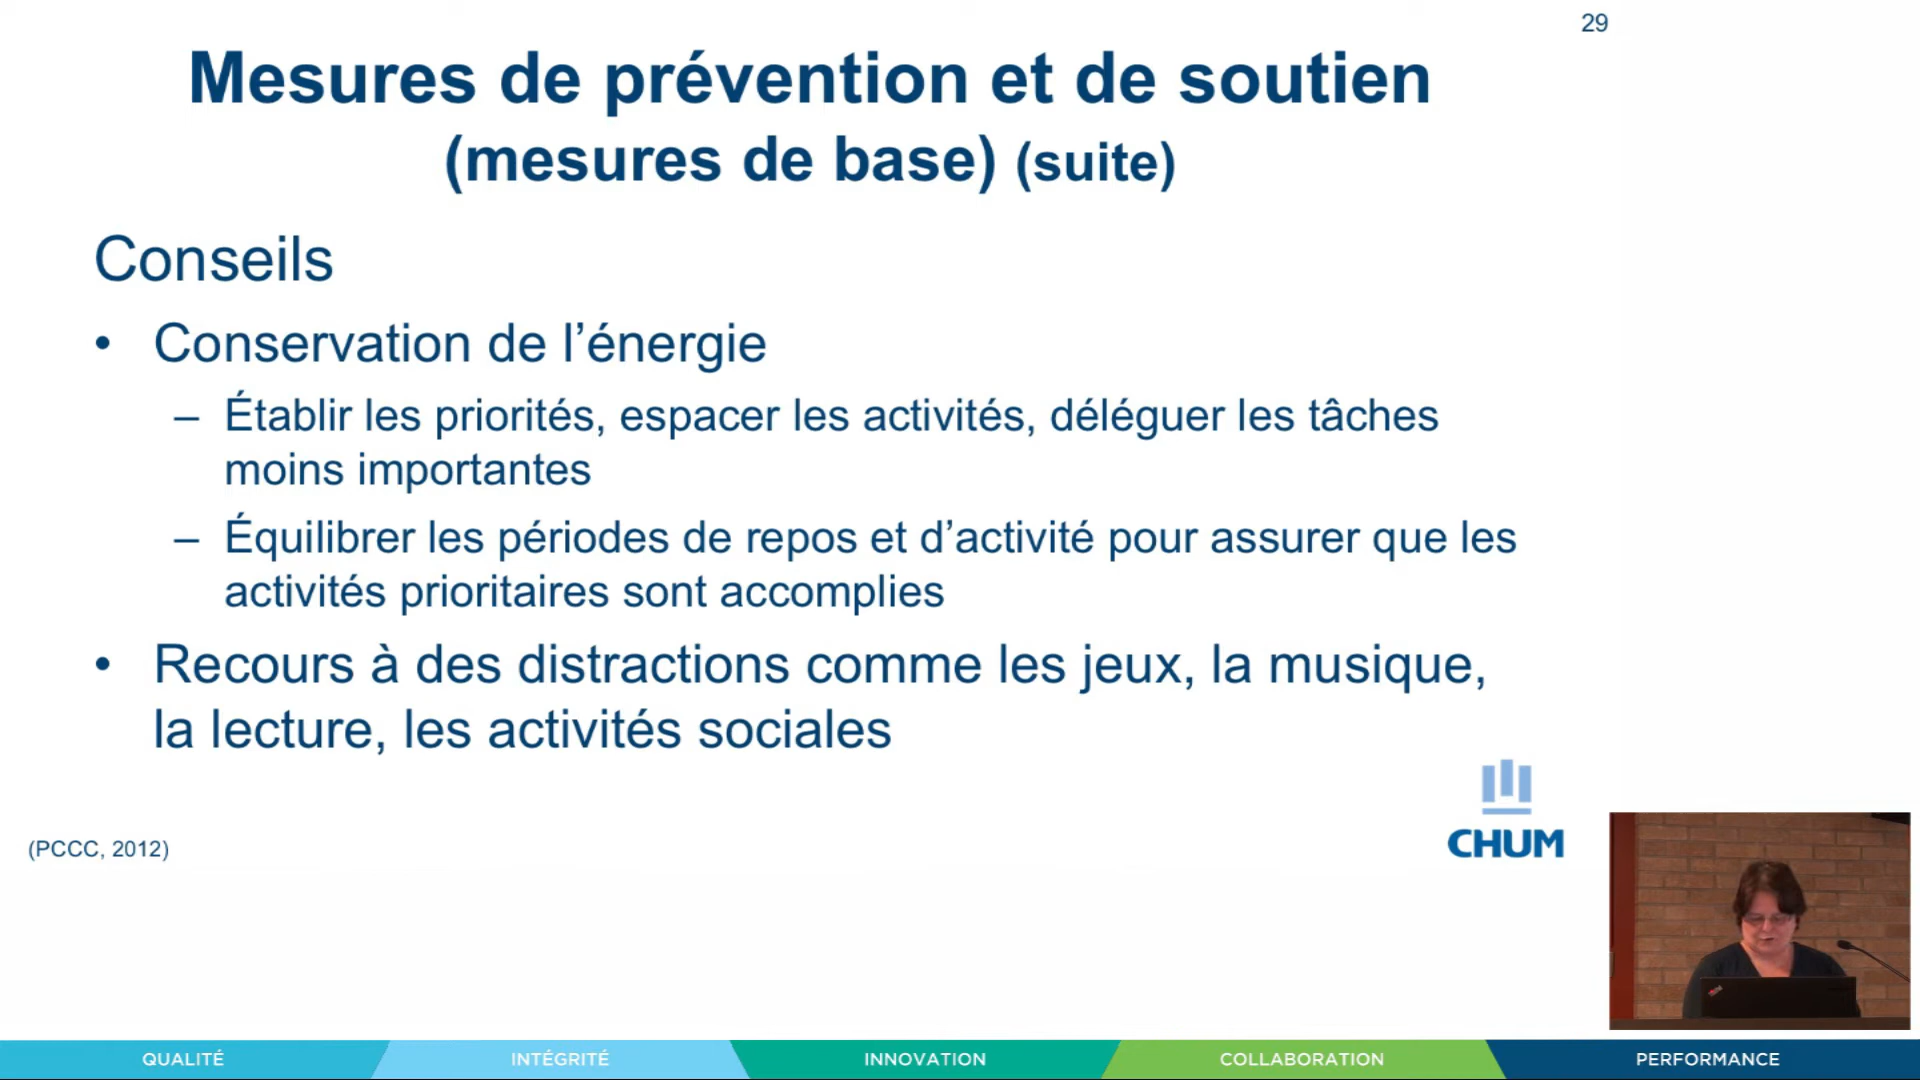 29
Mesures de prévention et de soutien
(mesures de base) (suite)
Conseils
• Conservation de l’énergie
– Établir les priorités, espacer les activités, déléguer les tâches
moins importantes
– Équilibrer les périodes de repos et d’activité pour assurer que les
activités prioritaires sont accomplies
• Recours à des distractions comme les jeux, la musique,
la lecture, les activités sociales
(PCCC, 2012)
CHUM
QUALITÉ INTÉGRITÉ INNOVATION COLLABORATION PERFORMANCE